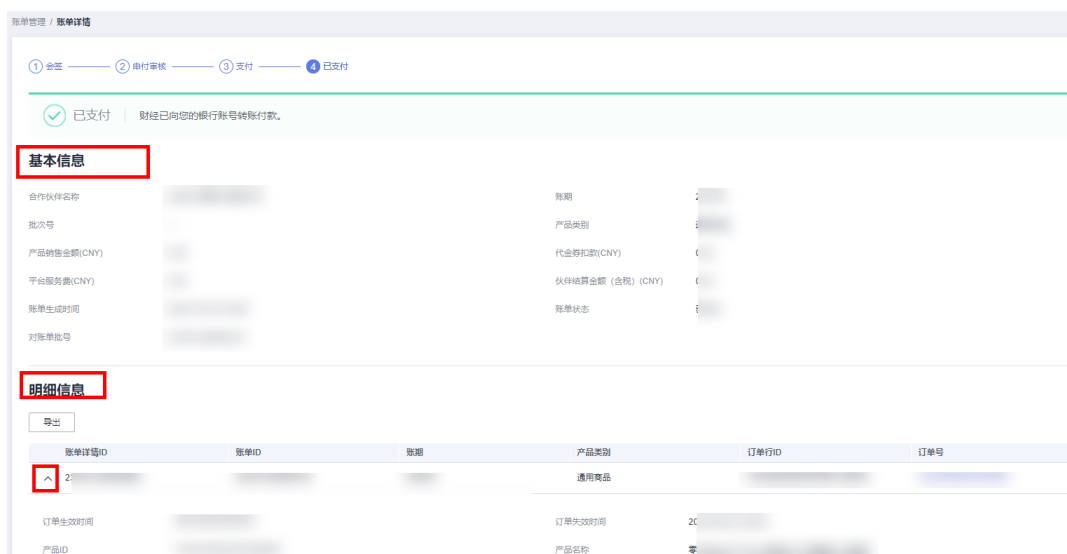 账单管理 / 账单详情
1 会签 2 申付审核 3 支付 4 已支付
已支付 财经已向您的银行账号转账付款。
基本信息
合作伙伴名称 账期 2
批次号 产品类别
产品销售金额(CNY) 代金券扣款(CNY) 0
平台服务费(CNY) 伙伴结算金额（含税）(CNY) 0
账单生成时间 账单状态
对账单批号
明细信息
导出
账单详情ID 账单ID 账期 产品类别 订单行ID 订单号
2 通用商品
订单生效时间 订单失效时间 20
产品ID 产品名称 零